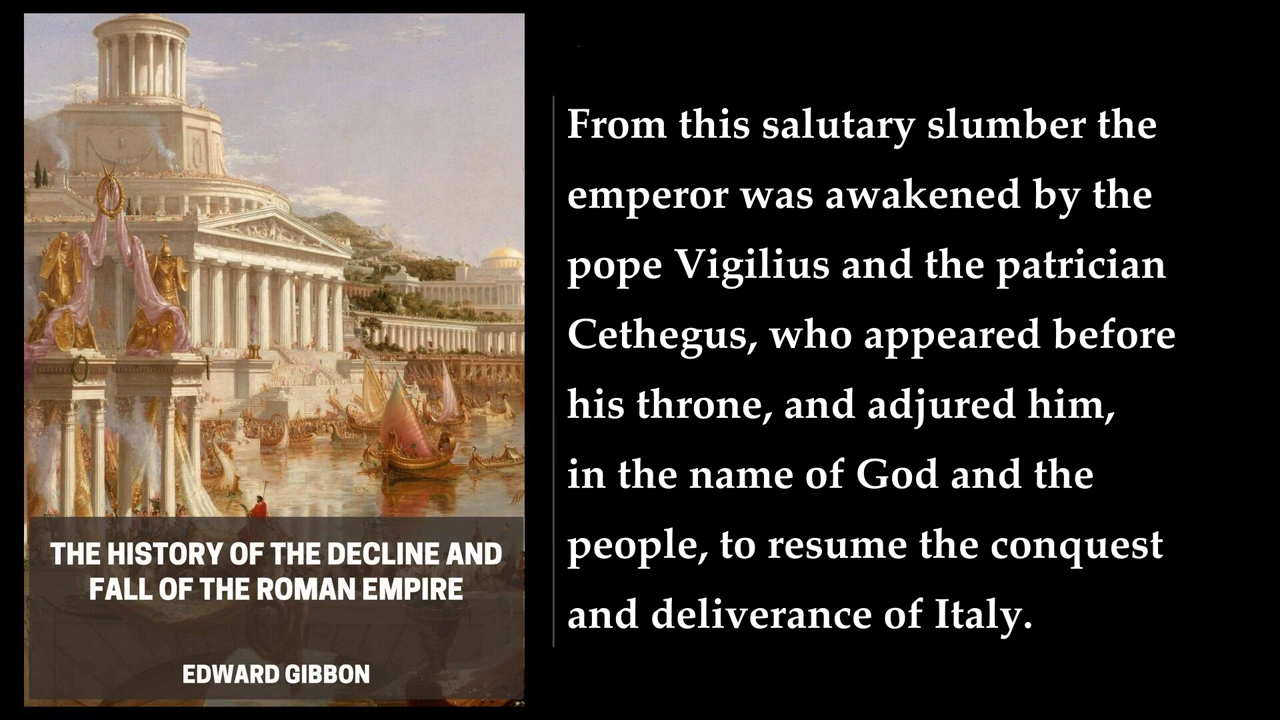 THE HISTORY OF THE DECLINE AND
FALL OF THE ROMAN EMPIRE
EDWARD GIBBON
From this salutary slumber the
emperor was awakened by the
pope Vigilius and the patrician
Cethegus, who appeared before
his throne, and adjured him,
in the name of God and the
people, to resume the conquest
and deliverance of Italy.